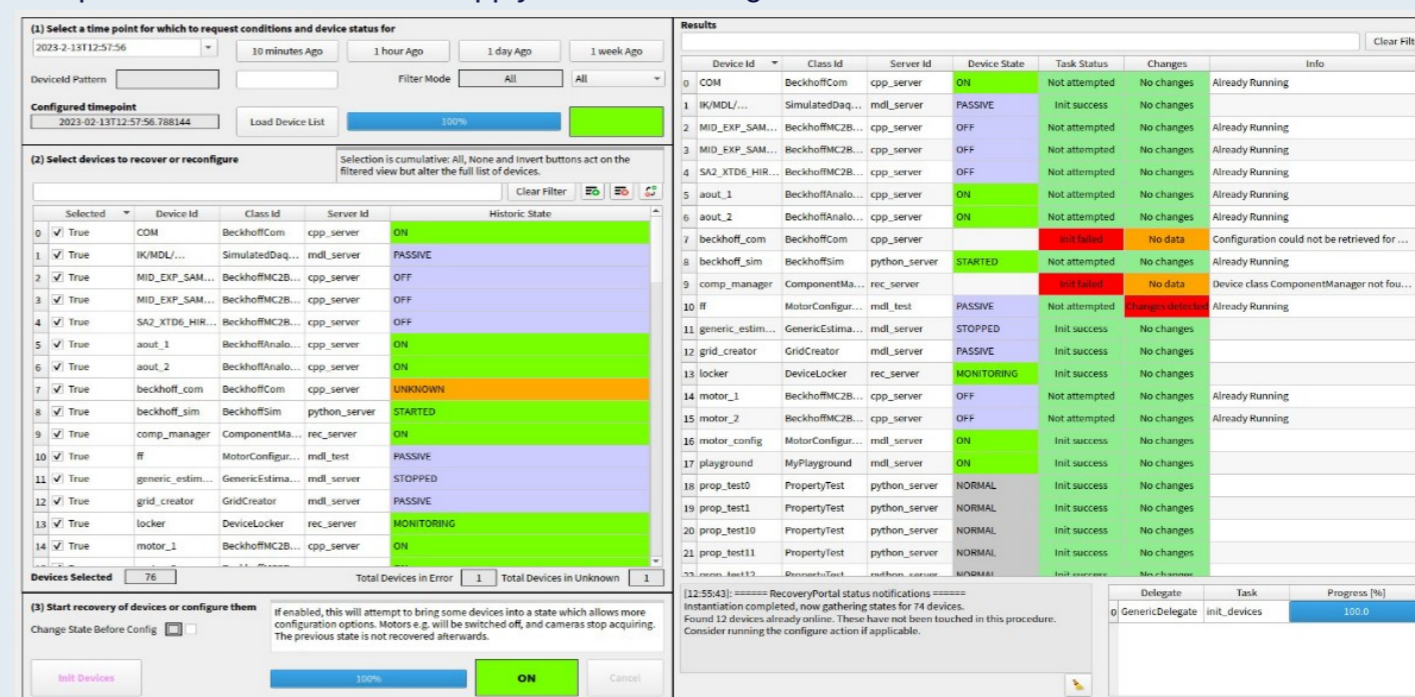 (1) Select a time point for which to request conditions and device status for
2023-2-13T12:57:56 10 minutes Ago 1 hour Ago 1 day Ago 1 week Ago
DeviceId Pattern Filter Mode All All
Configured timepoint
2023-02-13T12:57:56.788144 Load Device List 100%
(2) Select devices to recover or reconfigure
Selection is cumulative: All, None and Invert buttons act on the
filtered view but alter the full list of devices.
Clear Filter
Selected Device Id Class Id Server Id Historic State
0 True COM BeckhoffCom cpp_server ON
1 True IK/MDL/... SimulatedDaq... mdl_server PASSIVE
2 True MID_EXP_SAM... BeckhoffMC2B... cpp_server OFF
3 True MID_EXP_SAM... BeckhoffMC2B... cpp_server OFF
4 True SA2_XTD6_HIR... BeckhoffMC2B... cpp_server OFF
5 True aout_1 BeckhoffAnalo... cpp_server ON
6 True aout_2 BeckhoffAnalo... cpp_server ON
7 True beckhoff_com BeckhoffCom cpp_server UNKNOWN
8 True beckhoff_sim BeckhoffSim python_server STARTED
9 True comp_manager ComponentMa... rec_server ON
10 True ff MotorConfigur... mdl_test PASSIVE
11 True generic_estim... GenericEstima... mdl_server STOPPED
12 True grid_creator GridCreator mdl_server PASSIVE
13 True locker DeviceLocker rec_server MONITORING
14 True motor_1 BeckhoffMC2B... cpp_server ON
Devices Selected 76 Total Devices in Error 1 Total Devices in Unknown 1
(3) Start recovery of devices or configure them
Change State Before Config
If enabled, this will attempt to bring some devices into a state which allows more
configuration options. Motors e.g. will be switched off, and cameras stop acquiring.
The previous state is not recovered afterwards.
Init Devices 100% ON Cancel
Results
Clear Filt
Device Id Class Id Server Id Device State Task Status Changes Info
0 COM BeckhoffCom cpp_server ON Not attempted No changes Already Running
1 IK/MDL/... SimulatedDaq... mdl_server PASSIVE Init success No changes
2 MID_EXP_SAM... BeckhoffMC2B... cpp_server OFF Not attempted No changes Already Running
3 MID_EXP_SAM... BeckhoffMC2B... cpp_server OFF Not attempted No changes Already Running
4 SA2_XTD6_HIR... BeckhoffMC2B... cpp_server OFF Not attempted No changes Already Running
5 aout_1 BeckhoffAnalo... cpp_server ON Not attempted No changes Already Running
6 aout_2 BeckhoffAnalo... cpp_server ON Not attempted No changes Already Running
7 beckhoff_com BeckhoffCom cpp_server Init failed No data Configuration could not be retrieved for ...
8 beckhoff_sim BeckhoffSim python_server STARTED Not attempted No changes Already Running
9 comp_manager ComponentMa... rec_server Init failed No data Device class ComponentManager not fou...
10 ff MotorConfigur... mdl_test PASSIVE Not attempted Changes detected Already Running
11 generic_estim... GenericEstima... mdl_server STOPPED Init success No changes
12 grid_creator GridCreator mdl_server PASSIVE Init success No changes
13 locker DeviceLocker rec_server MONITORING Init success No changes
14 motor_1 BeckhoffMC2B... cpp_server OFF Not attempted No changes Already Running
15 motor_2 BeckhoffMC2B... cpp_server OFF Not attempted No changes Already Running
16 motor_config MotorConfigur... mdl_server ON Init success No changes
17 playground MyPlayground mdl_server ON Init success No changes
18 prop_test0 PropertyTest python_server NORMAL Init success No changes
19 prop_test1 PropertyTest python_server NORMAL Init success No changes
20 prop_test10 PropertyTest python_server NORMAL Init success No changes
21 prop_test11 PropertyTest python_server NORMAL Init success No changes
22 prop_test12 PropertyTest python_server NORMAL Init success No changes
[12:55:43]: ====== RecoveryPortal status notifications ======
Instantiation completed, now gathering states for 74 devices.
Found 12 devices already online. These have not been touched in this procedure.
Consider running the configure action if applicable.
Delegate Task Progress [%]
0 GenericDelegate init_devices 100.0